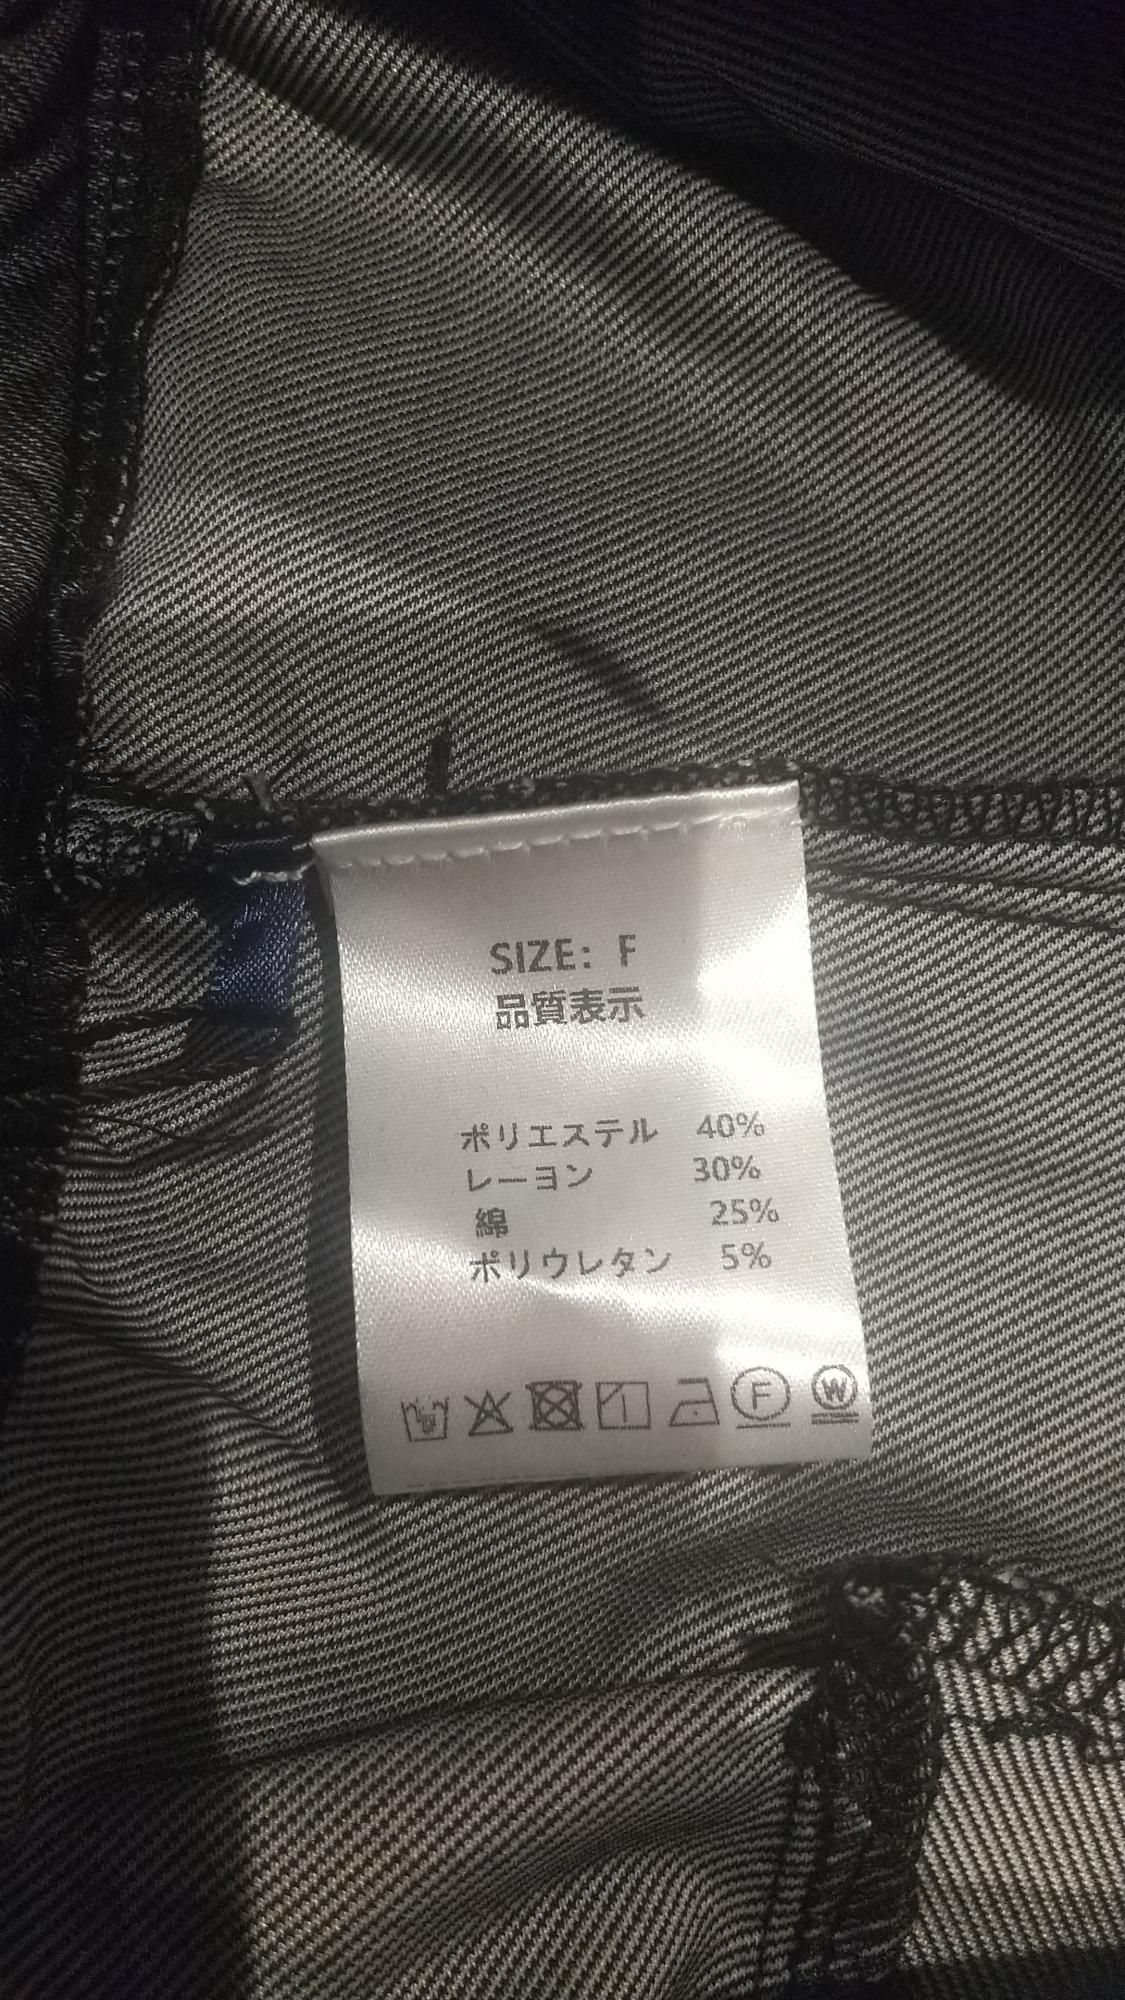 SIZE: F
品質表示
ポリエステル 40%
レーヨン 30%
綿 25%
ポリウレタン 5%
F W